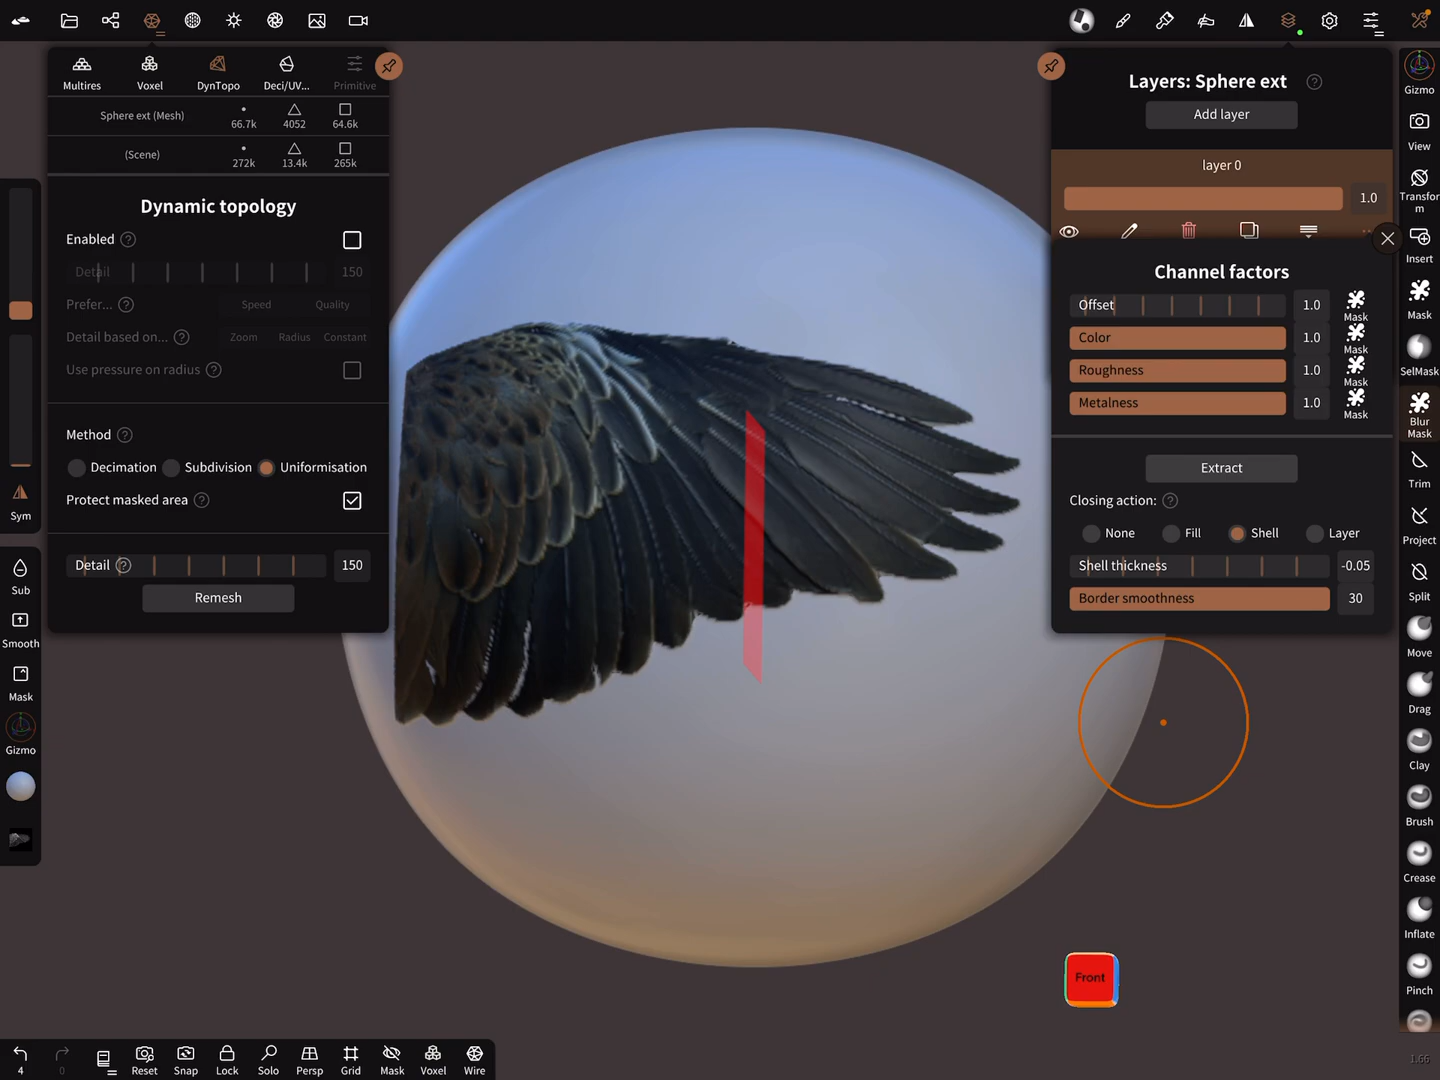 Multires
Voxel
DynTopo
Deci/UV...
Primitive
Sphere ext (Mesh)
66.7k
4052
64.6k
(Scene)
272k
13.4k
265k
Dynamic topology
Enabled ?
Detail
150
Prefer... ?
Speed
Quality
Detail based on... ?
Zoom
Radius
Constant
Use pressure on radius ?
Method ?
Decimation
Subdivision
Uniformisation
Protect masked area ?
Detail ?
150
Remesh
Sym
Sub
Smooth
Mask
Gizmo
Layers: Sphere ext ?
Add layer
layer 0
1.0
Channel factors
Offset
1.0
Mask
Color
1.0
Mask
Roughness
1.0
Mask
Metalness
1.0
Mask
Extract
Closing action: ?
None
Fill
Shell
Layer
Shell thickness
-0.05
Border smoothness
30
Gizmo
View
Transfor
m
Insert
Mask
SelMask
Blur
Mask
Trim
Project
Split
Move
Drag
Clay
Brush
Crease
Inflate
Pinch
Front
4
0
Reset
Snap
Lock
Solo
Persp
Grid
Mask
Voxel
Wire
1.66